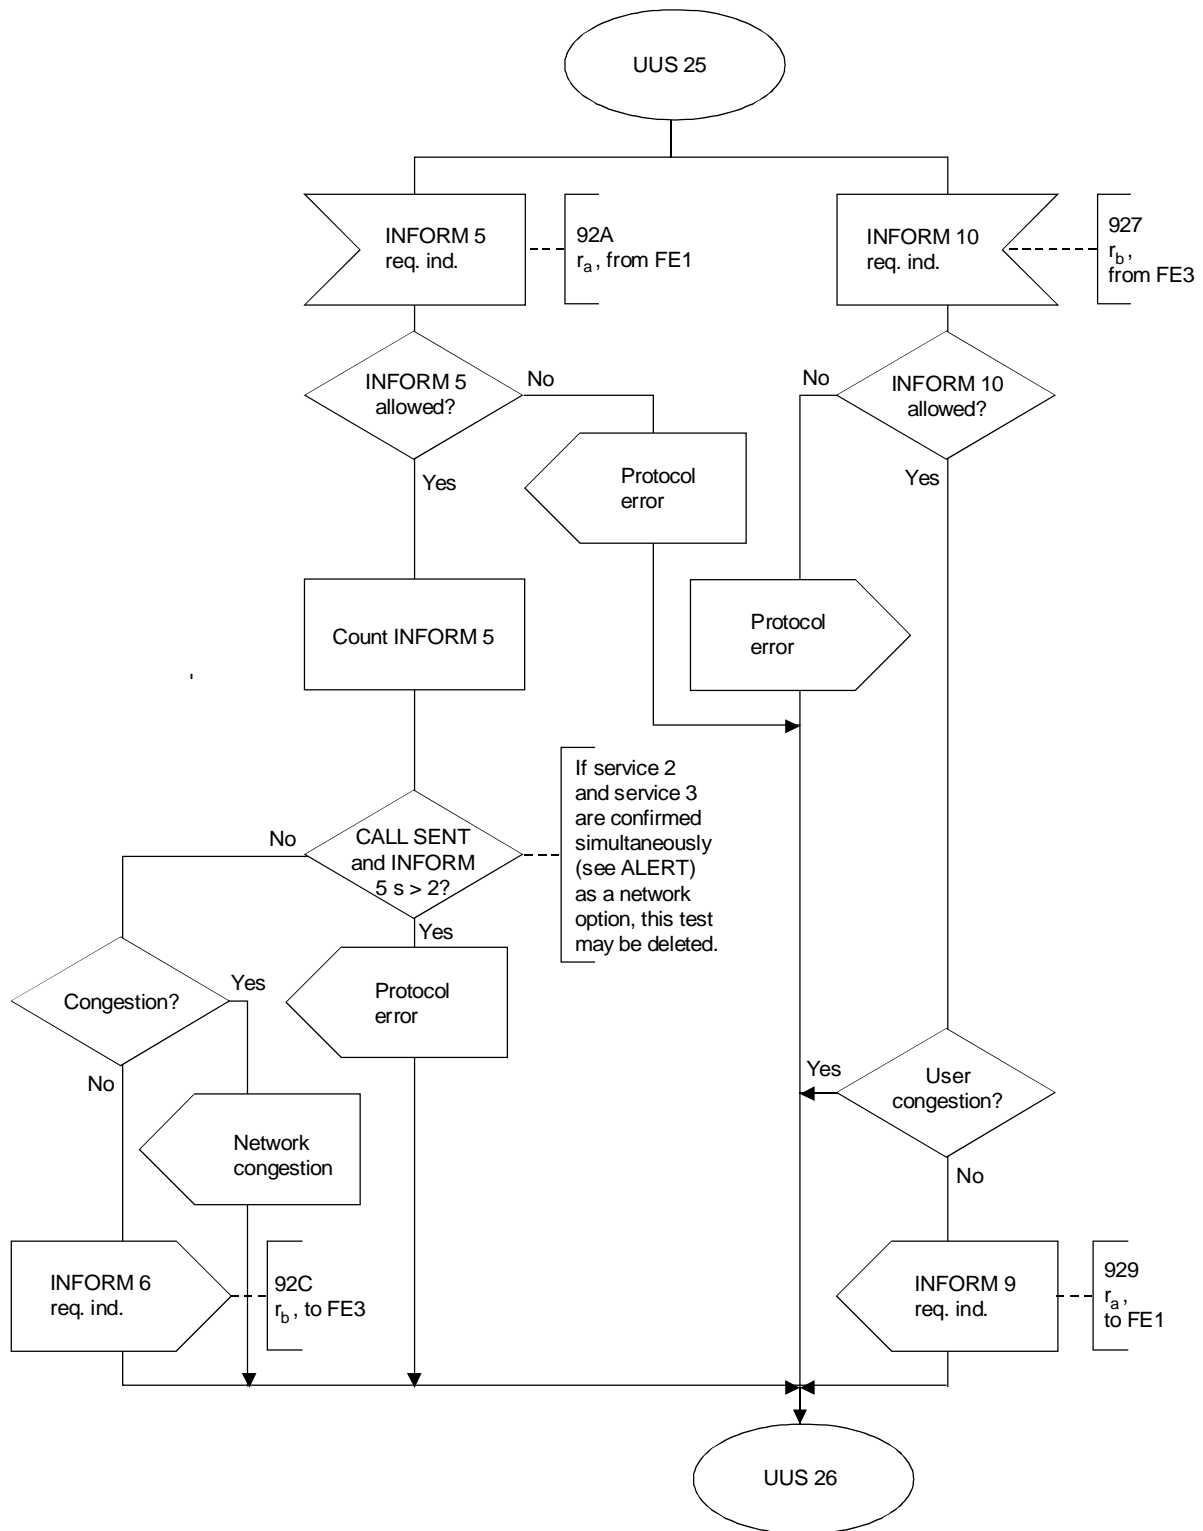 UUS 25
INFORM 5
req. ind.
92A
ra, from FE1
INFORM 10
req. ind.
927
rb,
from FE3
INFORM 5
allowed?
No
Yes
No
INFORM 10
allowed?
Yes
Protocol
error
Count INFORM 5
Protocol
error
If service 2
and service 3
are confirmed
simultaneously
(see ALERT)
as a network
option, this test
may be deleted.
No
CALL SENT
and INFORM
5 s > 2?
Yes
Congestion?
Yes
No
Protocol
error
Yes
User
congestion?
No
Network
congestion
INFORM 6
req. ind.
92C
rb, to FE3
INFORM 9
req. ind.
929
ra,
to FE1
UUS 26